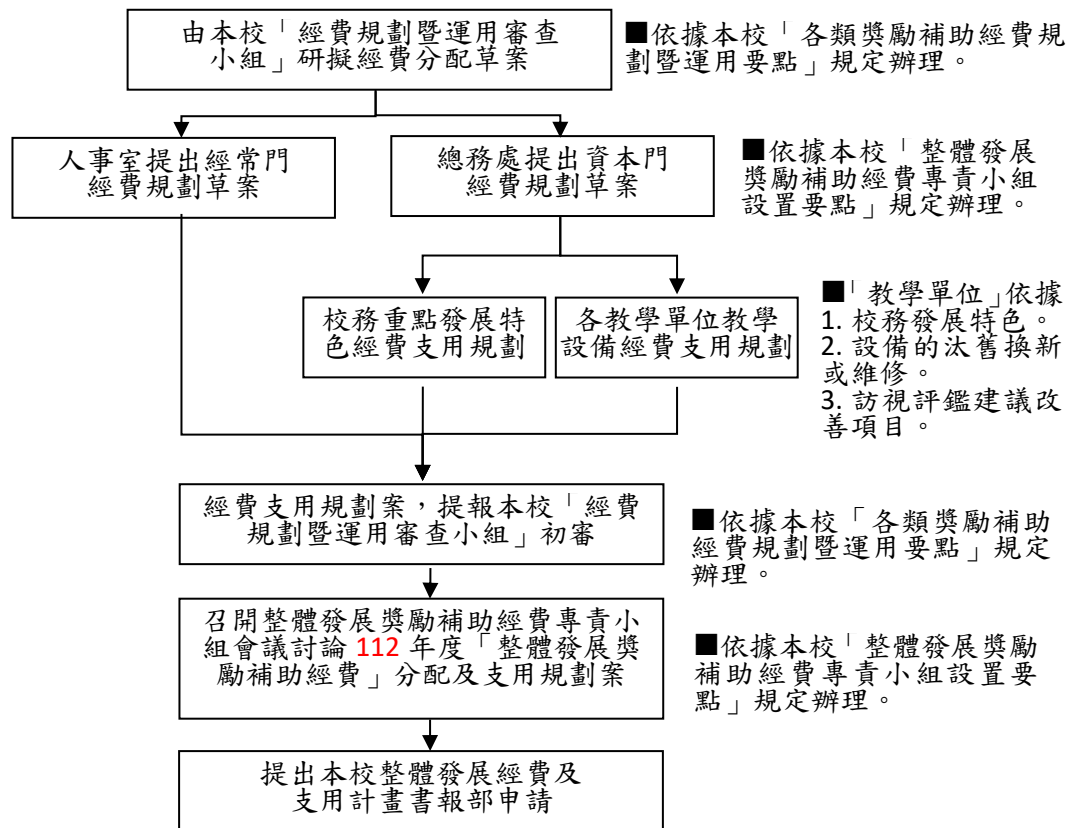 由本校「經費規劃暨運用審查
小組」研擬經費分配草案
■依據本校「各類獎勵補助經費規
劃暨運用要點」規定辦理。
人事室提出經常門
經費規劃草案
總務處提出資本門
經費規劃草案
■依據本校「整體發展
獎勵補助經費專責小組
設置要點」規定辦理。
校務重點發展特
色經費支用規劃
各教學單位教學
設備經費支用規劃
■「教學單位」依據
1. 校務發展特色。
2. 設備的汰舊換新
或維修。
3. 訪視評鑑建議改
善項目。
經費支用規劃案，提報本校「經費
規劃暨運用審查小組」初審
■依據本校「各類獎勵補助
經費規劃暨運用要點」規定
辦理。
召開整體發展獎勵補助經費專責小
組會議討論 112 年度「整體發展獎
勵補助經費」分配及支用規劃案
■依據本校「整體發展獎勵
補助經費專責小組設置要
點」規定辦理。
提出本校整體發展經費及
支用計畫書報部申請